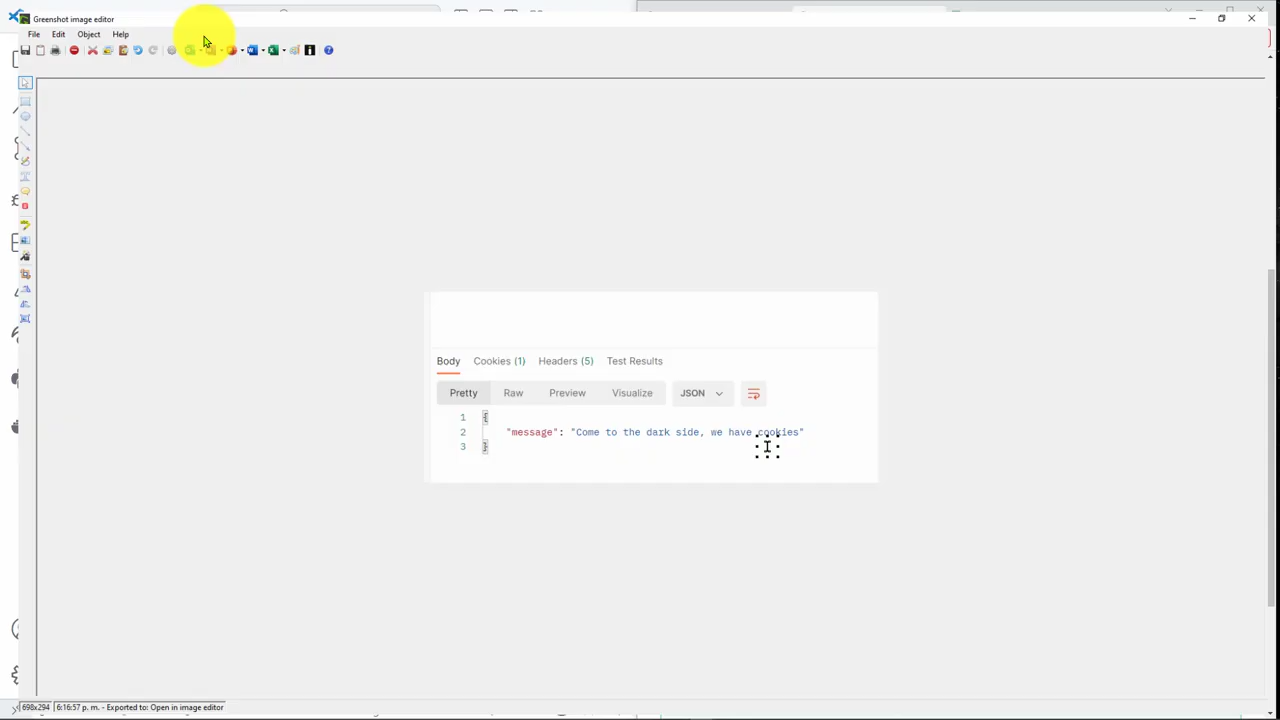 Greenshot image editor
File Edit Object Help
Body Cookies (1) Headers (5) Test Results
Pretty Raw Preview Visualize JSON
1 {
2 "message": "Come to the dark side, we have cookies"
3 }
698x294 6:16:57 p. m. - Exported to: Open in image editor